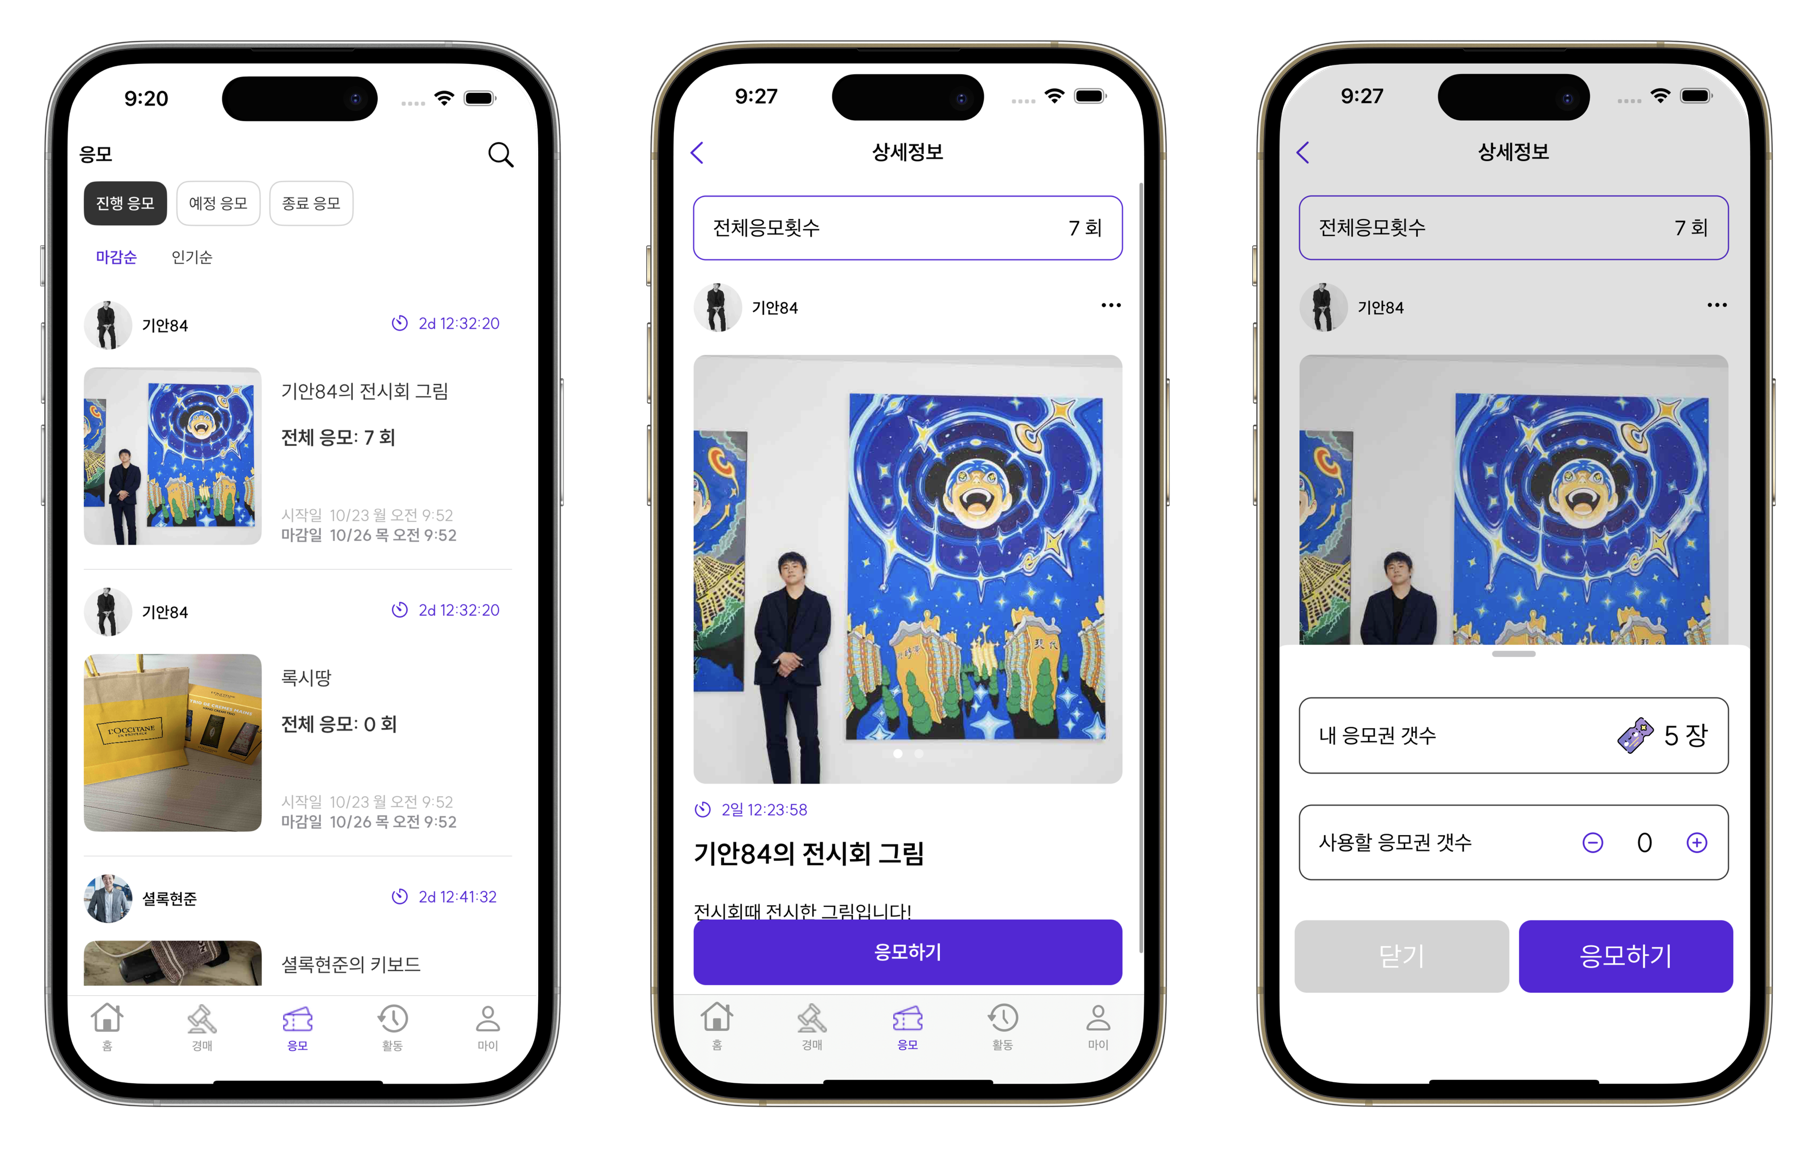 9:20
응모
진행 응모
예정 응모
종료 응모
마감순
인기순
기안84
2d 12:32:20
기안84의 전시회 그림
전체 응모: 7 회
시작일 10/23 월 오전 9:52
마감일 10/26 목 오전 9:52
기안84
2d 12:32:20
L'OCCITANE
EN PROVENCE
록시땅
전체 응모: 0 회
시작일 10/23 월 오전 9:52
마감일 10/26 목 오전 9:52
셜록현준
2d 12:41:32
셜록현준의 키보드
홈
경매
응모
활동
마이
9:27
상세정보
전체응모횟수
7 회
기안84
2일 12:23:58
기안84의 전시회 그림
전시회때 전시한 그림입니다!
응모하기
홈
경매
응모
활동
마이
9:27
상세정보
전체응모횟수
7 회
기안84
내 응모권 갯수
5 장
사용할 응모권 갯수
0
닫기
응모하기